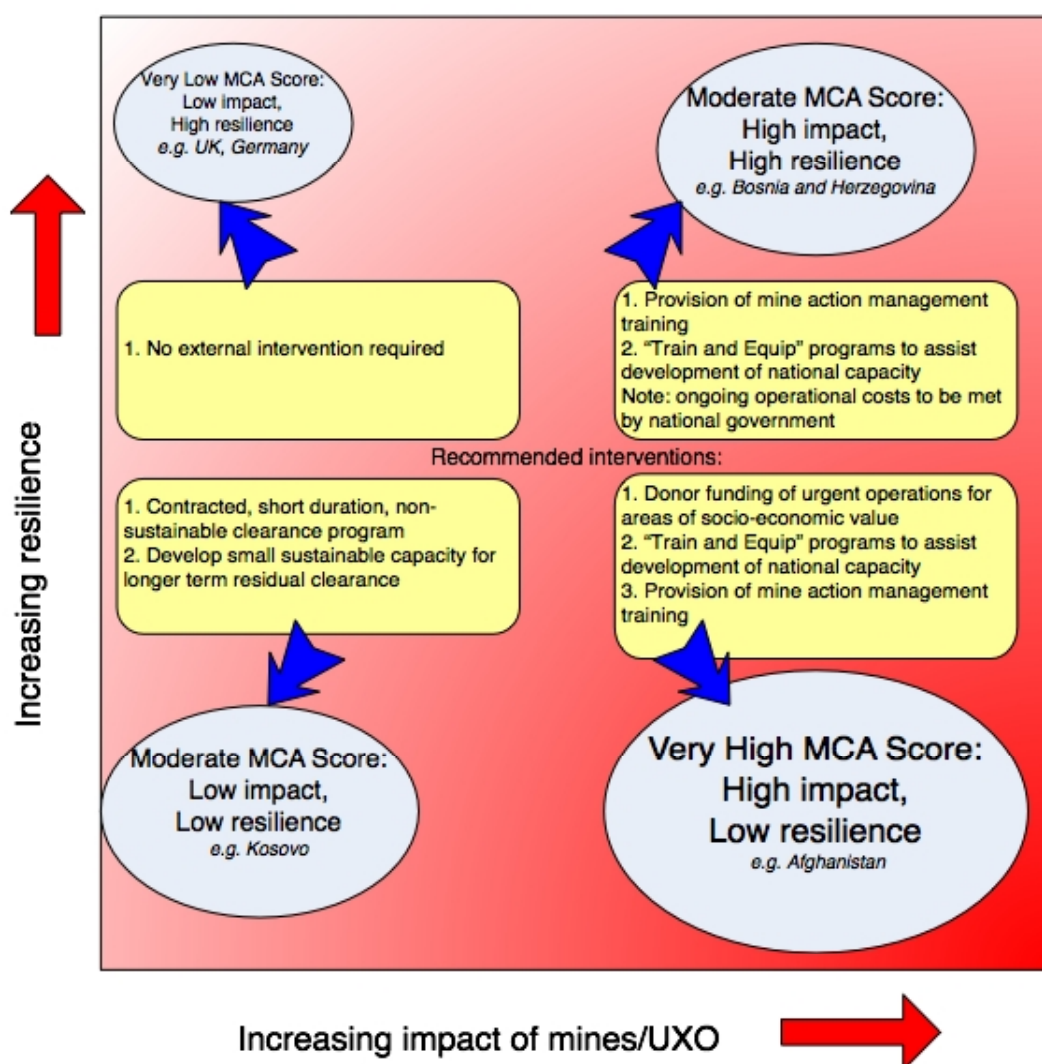 Very Low MCA Score:
Low impact,
High resilience
e.g. UK, Germany
Moderate MCA Score:
High impact,
High resilience
e.g. Bosnia and Herzegovina
1. No external intervention required
1. Provision of mine action management
training
2. “Train and Equip” programs to assist
development of national capacity
Note: ongoing operational costs to be met
by national government
Recommended interventions:
1. Contracted, short duration, non-
sustainable clearance program
2. Develop small sustainable capacity for
longer term residual clearance
1. Donor funding of urgent operations for
areas of socio-economic value
2. “Train and Equip” programs to assist
development of national capacity
3. Provision of mine action management
training
Moderate MCA Score:
Low impact,
Low resilience
e.g. Kosovo
Very High MCA Score:
High impact,
Low resilience
e.g. Afghanistan
Increasing resilience
Increasing impact of mines/UXO